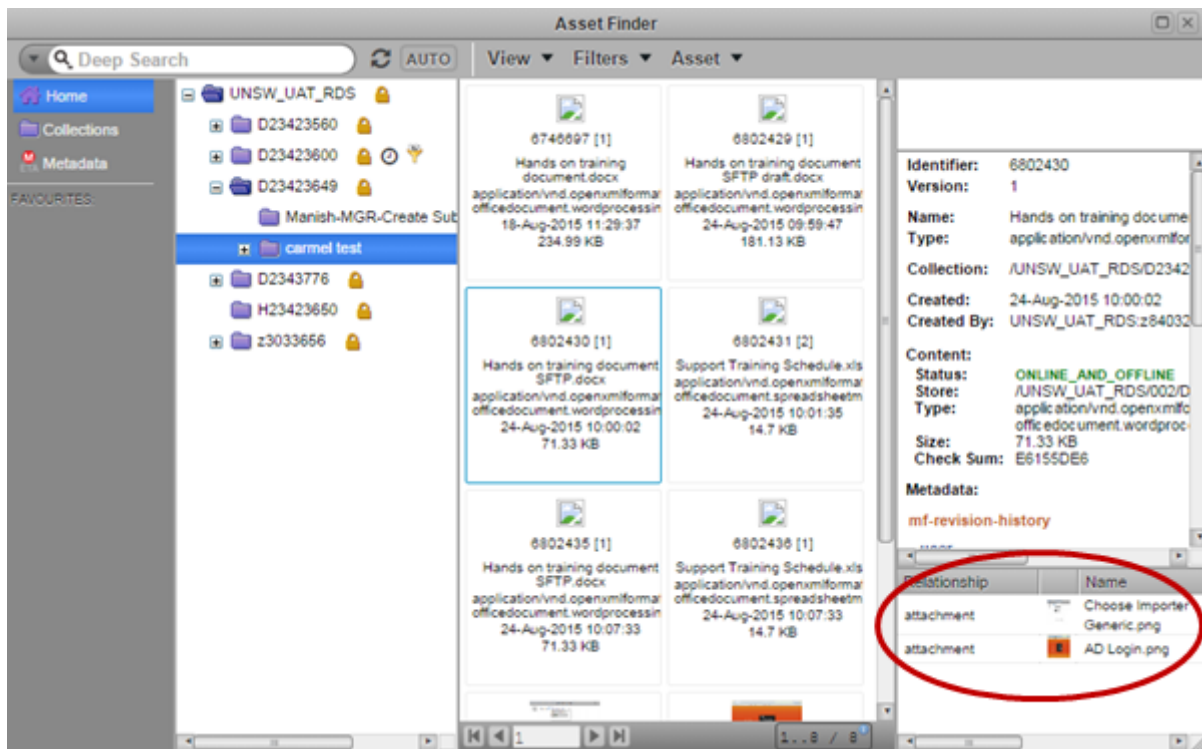 Asset Finder
Deep Search
AUTO
View
Filters
Asset
Home
Collections
Metadata
FAVOURITES:
UNSW_UAT_RDS
D23423560
D23423600
D23423649
Manish-MGR-Create Sub
carmel test
D2343776
H23423650
z3033656
6746697 [1]
Hands on training
document.docx
application/vnd.openxmlformat
officedocument.wordprocessin
18-Aug-2015 11:29:37
234.99 KB
6802429 [1]
Hands on training document
SFTP draft.docx
application/vnd.openxmlformat
officedocument.wordprocessin
24-Aug-2015 09:59:47
181.13 KB
6802430 [1]
Hands on training document
SFTP.docx
application/vnd.openxmlformat
officedocument.wordprocessin
24-Aug-2015 10:00:02
71.33 KB
6802431 [2]
Support Training Schedule.xls
application/vnd.openxmlformat
officedocument.spreadsheetm
24-Aug-2015 10:01:35
14.7 KB
6802435 [1]
Hands on training document
SFTP.docx
application/vnd.openxmlformat
officedocument.wordprocessin
24-Aug-2015 10:07:33
71.33 KB
6802436 [1]
Support Training Schedule.xls
application/vnd.openxmlformat
officedocument.spreadsheetm
24-Aug-2015 10:07:33
14.7 KB
1
1..8 / 8
Identifier: 6802430
Version: 1
Name: Hands on training docume
Type: application/vnd.openxmlfor
Collection: /UNSW_UAT_RDS/D2342
Created: 24-Aug-2015 10:00:02
Created By: UNSW_UAT_RDS:z84032
Content:
Status: ONLINE_AND_OFFLINE
Store: /UNSW_UAT_RDS/002/D
Type: application/vnd.openxmlfo
officedocument.wordproc
Size: 71.33 KB
Check Sum: E6155DE6
Metadata:
mf-revision-history
Relationship Name
attachment Choose Importer
Generic.png
attachment AD Login.png